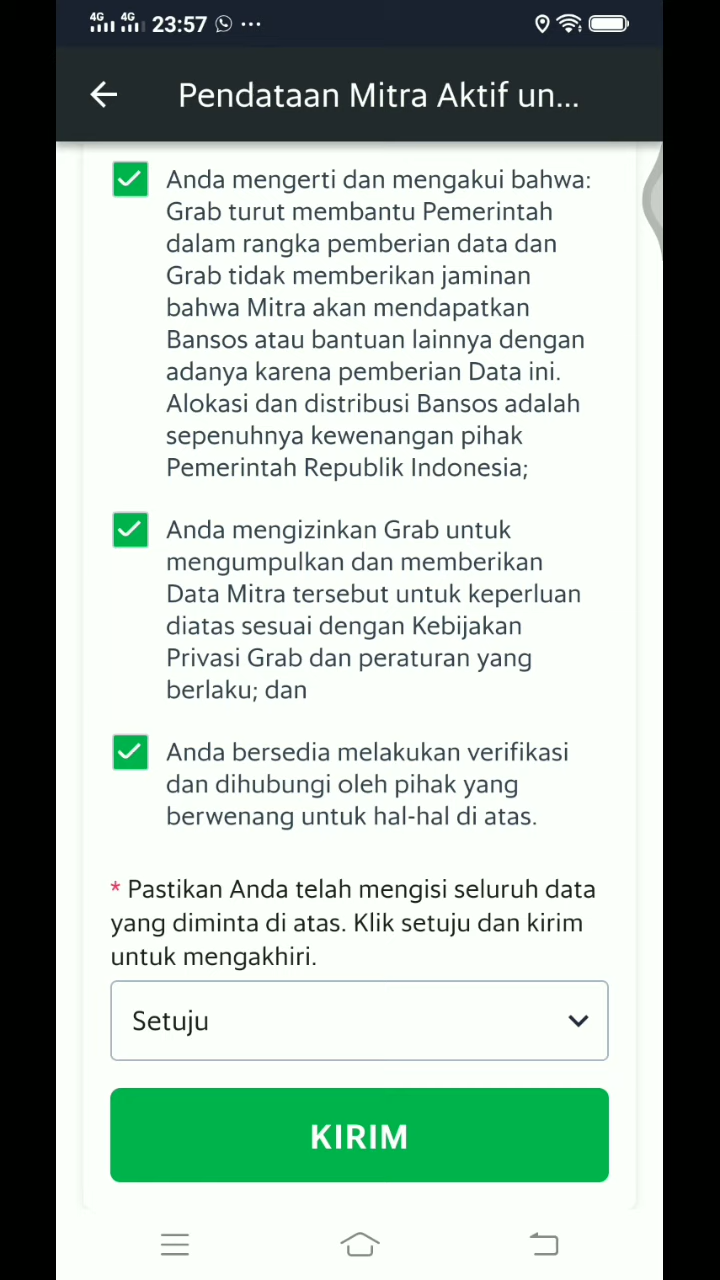 4G 4G 23:57 ...
Pendataan Mitra Aktif un...
Anda mengerti dan mengakui bahwa:
Grab turut membantu Pemerintah
dalam rangka pemberian data dan
Grab tidak memberikan jaminan
bahwa Mitra akan mendapatkan
Bansos atau bantuan lainnya dengan
adanya karena pemberian Data ini.
Alokasi dan distribusi Bansos adalah
sepenuhnya kewenangan pihak
Pemerintah Republik Indonesia;
Anda mengizinkan Grab untuk
mengumpulkan dan memberikan
Data Mitra tersebut untuk keperluan
diatas sesuai dengan Kebijakan
Privasi Grab dan peraturan yang
berlaku; dan
Anda bersedia melakukan verifikasi
dan dihubungi oleh pihak yang
berwenang untuk hal-hal di atas.
* Pastikan Anda telah mengisi seluruh data
yang diminta di atas. Klik setuju dan kirim
untuk mengakhiri.
Setuju
KIRIM